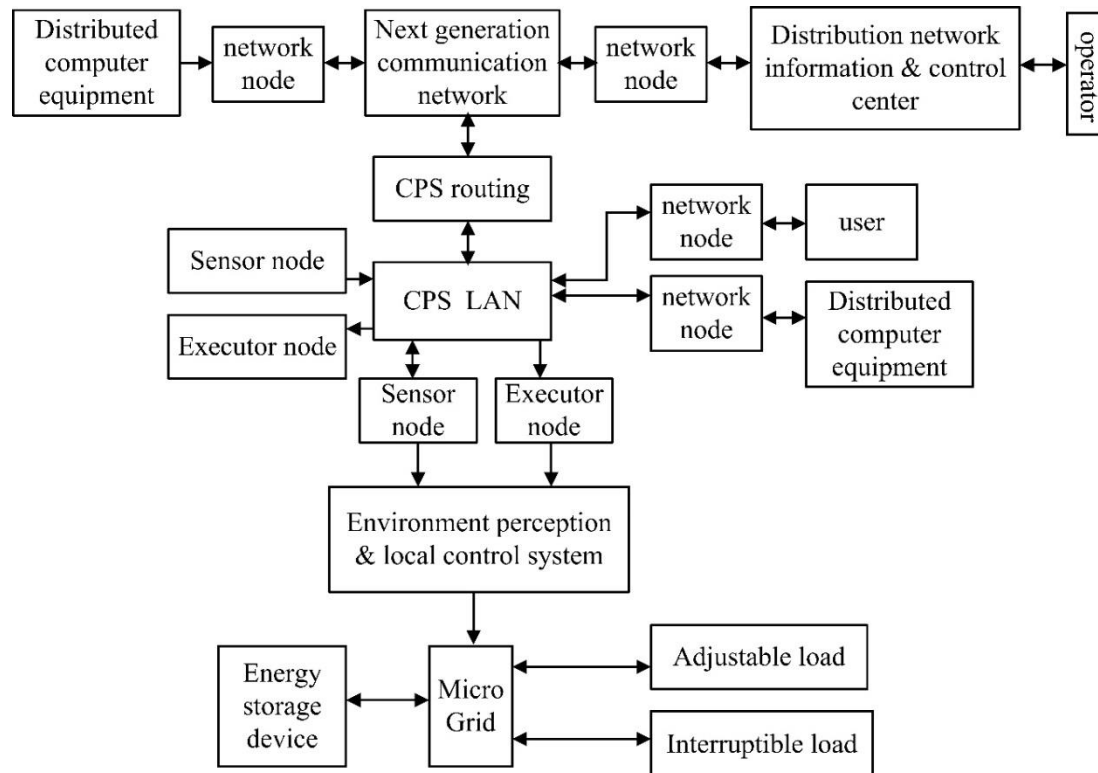 Distributed
computer
equipment
network
node
Next generation
communication
network
network
node
Distribution network
information & control
center
operator
CPS routing
network
node
user
Sensor node
CPS LAN
network
node
Distributed
computer
equipment
Executor node
Sensor
node
Executor
node
Environment perception
& local control system
Energy
storage
device
Micro
Grid
Adjustable load
Interruptible load